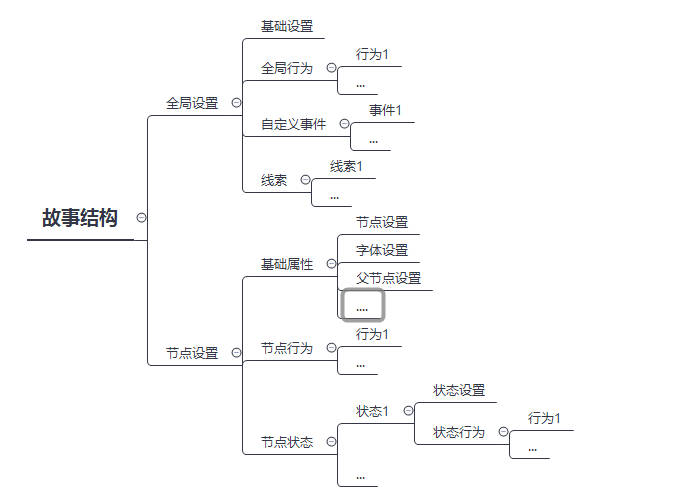 故事结构
全局设置
基础设置
全局行为
行为1
...
自定义事件
事件1
...
线索
线索1
...
节点设置
基础属性
节点设置
字体设置
父节点设置
....
节点行为
行为1
...
节点状态
状态1
状态设置
状态行为
行为1
...
...